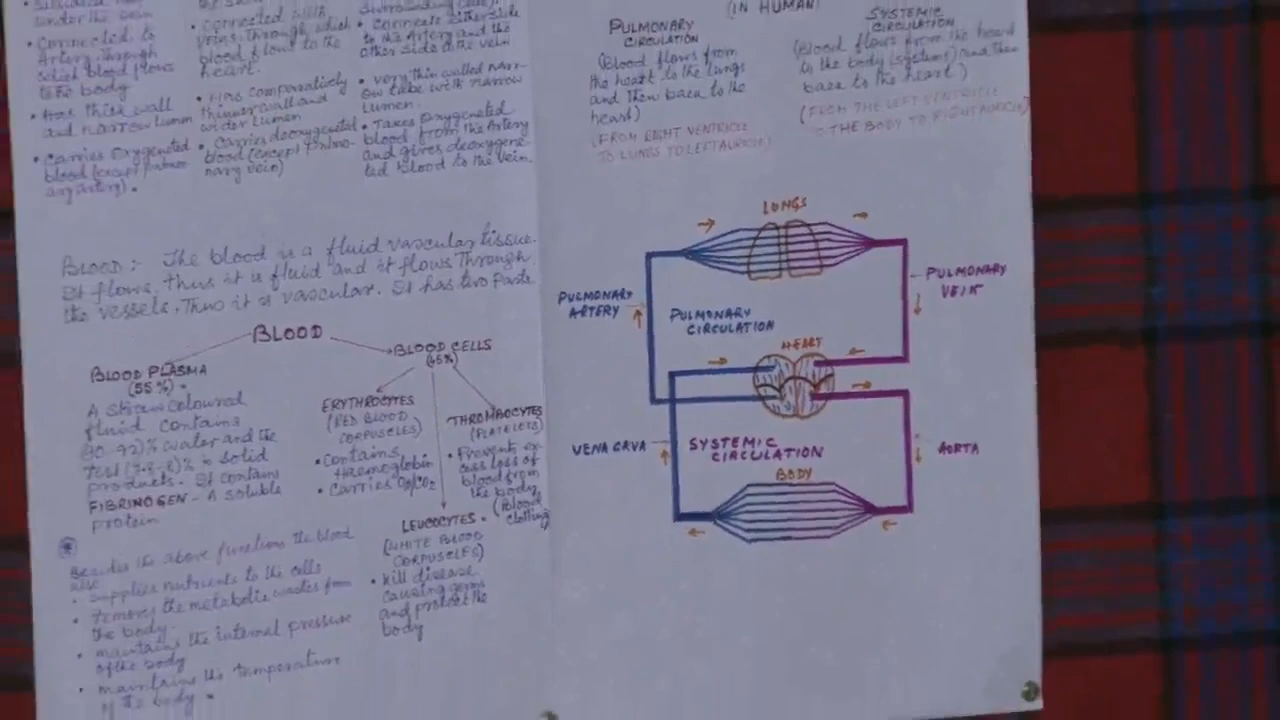 under the vein
• Connected to
Artery. Through
which blood flows
to the body
• Has thick wall
and narrow lumen
• Carries Oxygeneted
blood (except Pulmo-
nary Artery).
• Connected with
veins. Through which
blood flows to the
heart.
• Has comparatively
thinner wall and
wider lumen
• Carries deoxygeneted
blood (except Pulmo-
nary vein)
• Connects either side
to the Artery and the
other side a the vein
• Very thin walled narr-
ow tube with narrow
lumen.
• Takes oxygeneted
blood from the Artery
and gives deoxygene-
ted blood to the vein.
BLOOD:- The blood is a fluid vascular tissue.
It flows, thus it is fluid and it flows through
the vessels. Thus it is vascular. It has two parts
BLOOD
BLOOD PLASMA
(55%).
A straw coloured
fluid contains
(90-92)% water and the
rest (7.5-8)% is solid
products. It contains
FIBRINOGEN - A soluble
protein
BLOOD CELLS
(45%)
ERYTHROCYTES
(RED BLOOD
CORPUSCLES)
• Contains
Haemoglobin
• Carries O2/CO2
LEUCOCYTES.
(WHITE BLOOD
CORPUSCLES)
• kill disease
causing germs
and protect the
body
THROMBOCYTES
(PLATELETS)
• Prevents ex-
cess loss of
blood from
the body
(Blood
clotting)
Besides the above functions the blood
also
• supplies nutrients to the cells
• removes the metabolic wastes from
the body.
• maintains the internal pressure
of the body
• maintains the temperature
of the body.
(IN HUMAN)
PULMONARY
CIRCULATION
(Blood flows from
the heart to the lungs
and then back to the
heart)
(FROM RIGHT VENTRICLE
TO LUNGS TO LEFT AURICLE)
SYSTEMIC
CIRCULATION
(Blood flows from the heard
to the body (systems) and then
back to the heart.)
(FROM THE LEFT VENTRICLE
TO THE BODY TO RIGHT AURICLE)
LUNGS
PULMONARY
ARTERY
PULMONARY
VEIN
PULMONARY
CIRCULATION
HEART
VENA CAVA
SYSTEMIC
CIRCULATION
AORTA
BODY